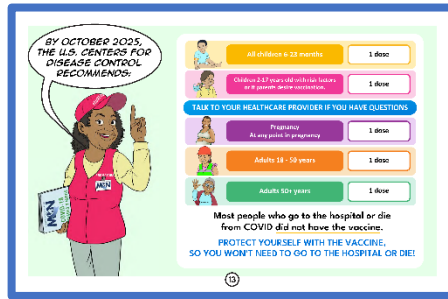 BY OCTOBER 2025,
THE U.S. CENTERS FOR
DISEASE CONTROL
RECOMMENDS:
All children 6-23 months
1 dose
Children 2-17 years old with risk factors
or if parents desire vaccination.
1 dose
TALK TO YOUR HEALTHCARE PROVIDER IF YOU HAVE QUESTIONS
Pregnancy
At any point in pregnancy
1 dose
Adults 18 - 50 years
1 dose
Adults 50+ years
1 dose
MCN
MCN
COVID
Most people who go to the hospital or die
from COVID did not have the vaccine.
PROTECT YOURSELF WITH THE VACCINE,
SO YOU WON'T NEED TO GO TO THE HOSPITAL OR DIE!
13